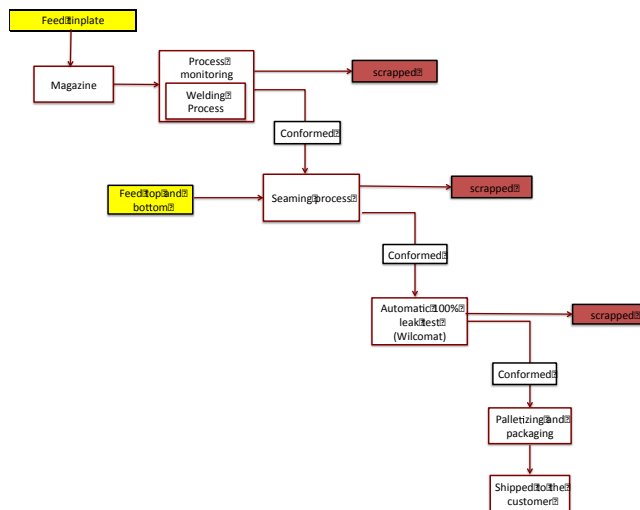 Feed tinplate
Magazine
Process
monitoring
Welding
Process
scrapped
Conformed
Feed top and
bottom
Seaming process
scrapped
Conformed
Automatic 100%
leak test
(Wilcomat)
scrapped
Conformed
Palletizing and
packaging
Shipped to the
customer